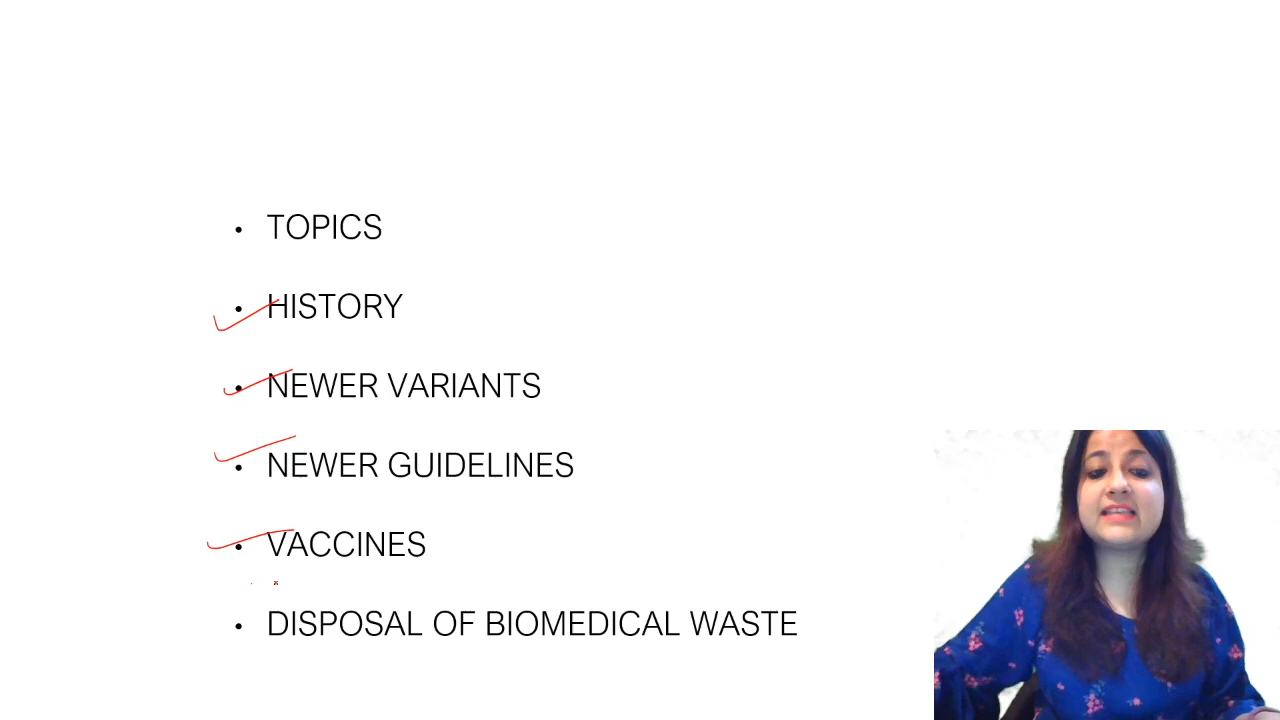 • TOPICS
• HISTORY
• NEWER VARIANTS
• NEWER GUIDELINES
• VACCINES
• DISPOSAL OF BIOMEDICAL WASTE